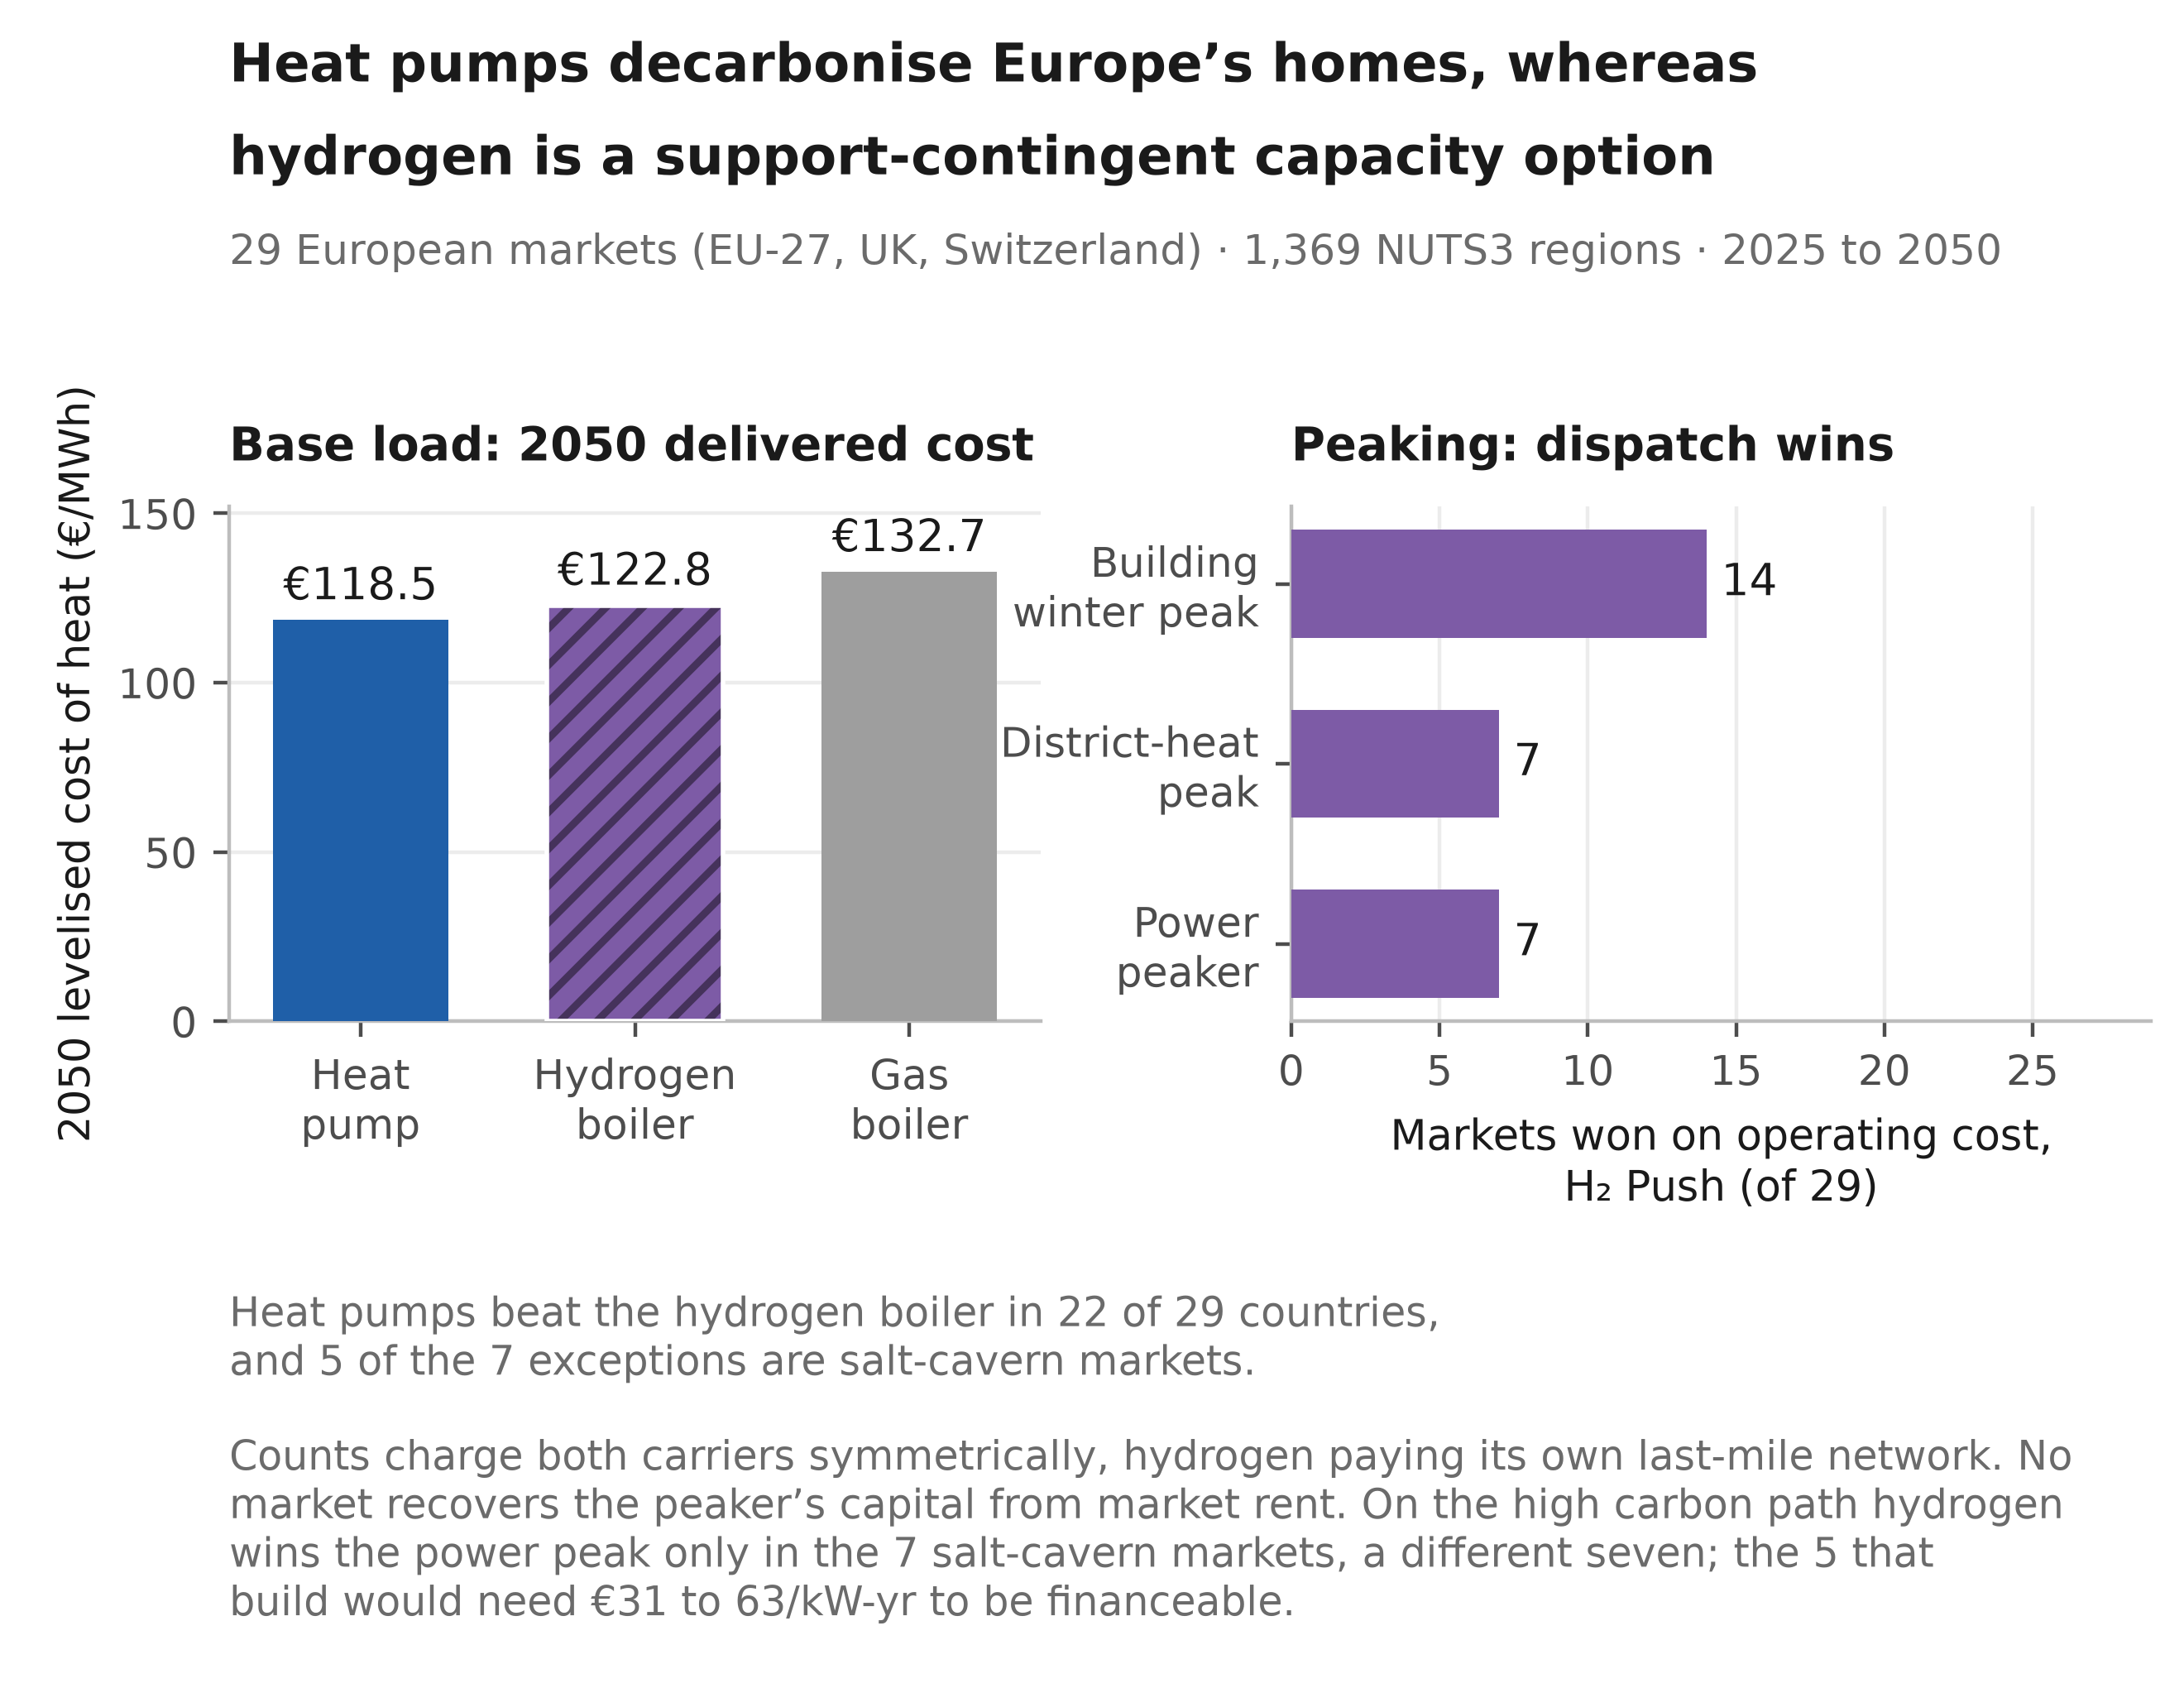 Heat pumps decarbonise Europe’s homes, whereas
hydrogen is a support-contingent capacity option
29 European markets (EU-27, UK, Switzerland) · 1,369 NUTS3 regions · 2025 to 2050
Base load: 2050 delivered cost
2050 levelised cost of heat (€/MWh)
150
100
50
0
€118.5
€122.8
€132.7
Heat
pump
Hydrogen
boiler
Gas
boiler
Peaking: dispatch wins
Building
winter peak
14
District-heat
peak
7
Power
peaker
7
0
5
10
15
20
25
Markets won on operating cost,
H₂ Push (of 29)
Heat pumps beat the hydrogen boiler in 22 of 29 countries,
and 5 of the 7 exceptions are salt-cavern markets.
Counts charge both carriers symmetrically, hydrogen paying its own last-mile network. No
market recovers the peaker’s capital from market rent. On the high carbon path hydrogen
wins the power peak only in the 7 salt-cavern markets, a different seven; the 5 that
build would need €31 to 63/kW-yr to be financeable.